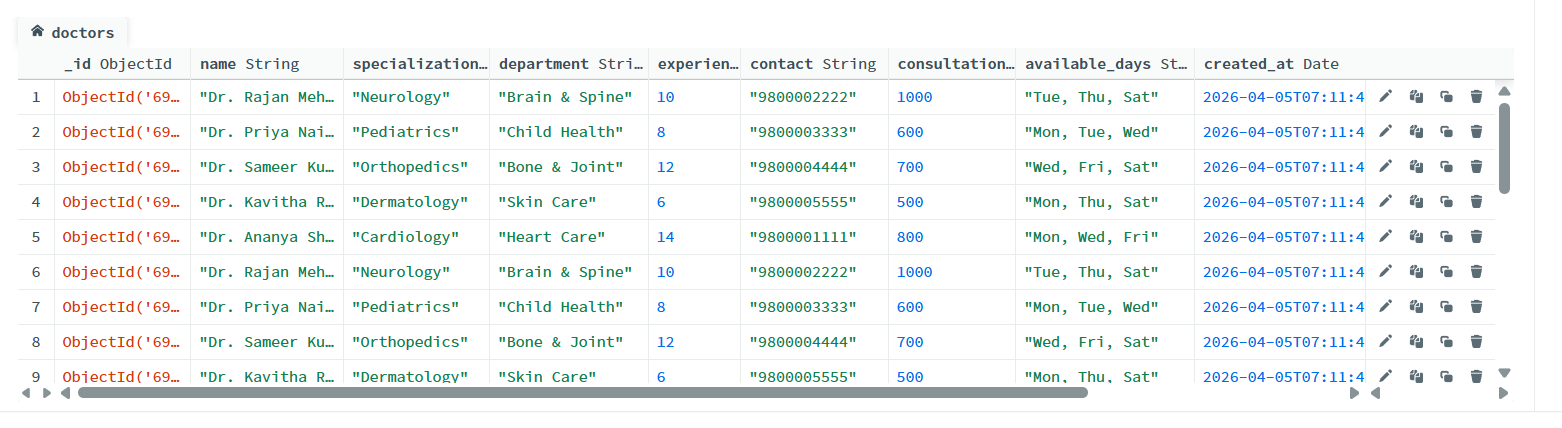 doctors
_id ObjectId name String specialization… department Stri… experien… contact String consultation… available_days St… created_at Date
1 ObjectId('69… "Dr. Rajan Meh… "Neurology" "Brain & Spine" 10 "9800002222" 1000 "Tue, Thu, Sat" 2026-04-05T07:11:4
2 ObjectId('69… "Dr. Priya Nai… "Pediatrics" "Child Health" 8 "9800003333" 600 "Mon, Tue, Wed" 2026-04-05T07:11:4
3 ObjectId('69… "Dr. Sameer Ku… "Orthopedics" "Bone & Joint" 12 "9800004444" 700 "Wed, Fri, Sat" 2026-04-05T07:11:4
4 ObjectId('69… "Dr. Kavitha R… "Dermatology" "Skin Care" 6 "9800005555" 500 "Mon, Thu, Sat" 2026-04-05T07:11:4
5 ObjectId('69… "Dr. Ananya Sh… "Cardiology" "Heart Care" 14 "9800001111" 800 "Mon, Wed, Fri" 2026-04-05T07:11:4
6 ObjectId('69… "Dr. Rajan Meh… "Neurology" "Brain & Spine" 10 "9800002222" 1000 "Tue, Thu, Sat" 2026-04-05T07:11:4
7 ObjectId('69… "Dr. Priya Nai… "Pediatrics" "Child Health" 8 "9800003333" 600 "Mon, Tue, Wed" 2026-04-05T07:11:4
8 ObjectId('69… "Dr. Sameer Ku… "Orthopedics" "Bone & Joint" 12 "9800004444" 700 "Wed, Fri, Sat" 2026-04-05T07:11:4
9 ObjectId('69… "Dr. Kavitha R… "Dermatology" "Skin Care" 6 "9800005555" 500 "Mon, Thu, Sat" 2026-04-05T07:11:4